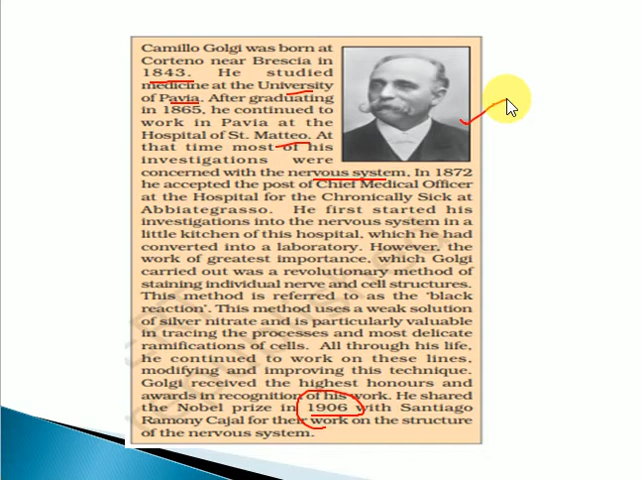 Camillo Golgi was born at
Corteno near Brescia in
1843. He studied
medicine at the University
of Pavia. After graduating
in 1865, he continued to
work in Pavia at the
Hospital of St. Matteo. At
that time most of his
investigations were
concerned with the nervous system, In 1872
he accepted the post of Chief Medical Officer
at the Hospital for the Chronically Sick at
Abbiategrasso. He first started his
investigations into the nervous system in a
little kitchen of this hospital, which he had
converted into a laboratory. However, the
work of greatest importance, which Golgi
carried out was a revolutionary method of
staining individual nerve and cell structures.
This method is referred to as the 'black
reaction'. This method uses a weak solution
of silver nitrate and is particularly valuable
in tracing the processes and most delicate
ramifications of cells. All through his life,
he continued to work on these lines,
modifying and improving this technique.
Golgi received the highest honours and
awards in recognition of his work. He shared
the Nobel prize in 1906 with Santiago
Ramony Cajal for their work on the structure
of the nervous system.